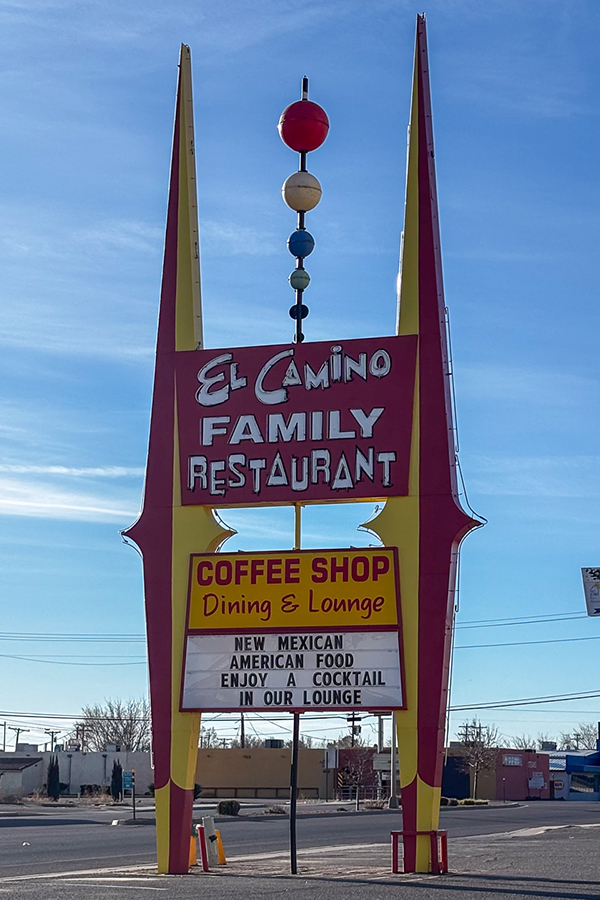 El Camino
FAMILY
RESTAURANT
COFFEE SHOP
Dining & Lounge
NEW MEXICAN
AMERICAN FOOD
ENJOY A COCKTAIL
IN OUR LOUNGE